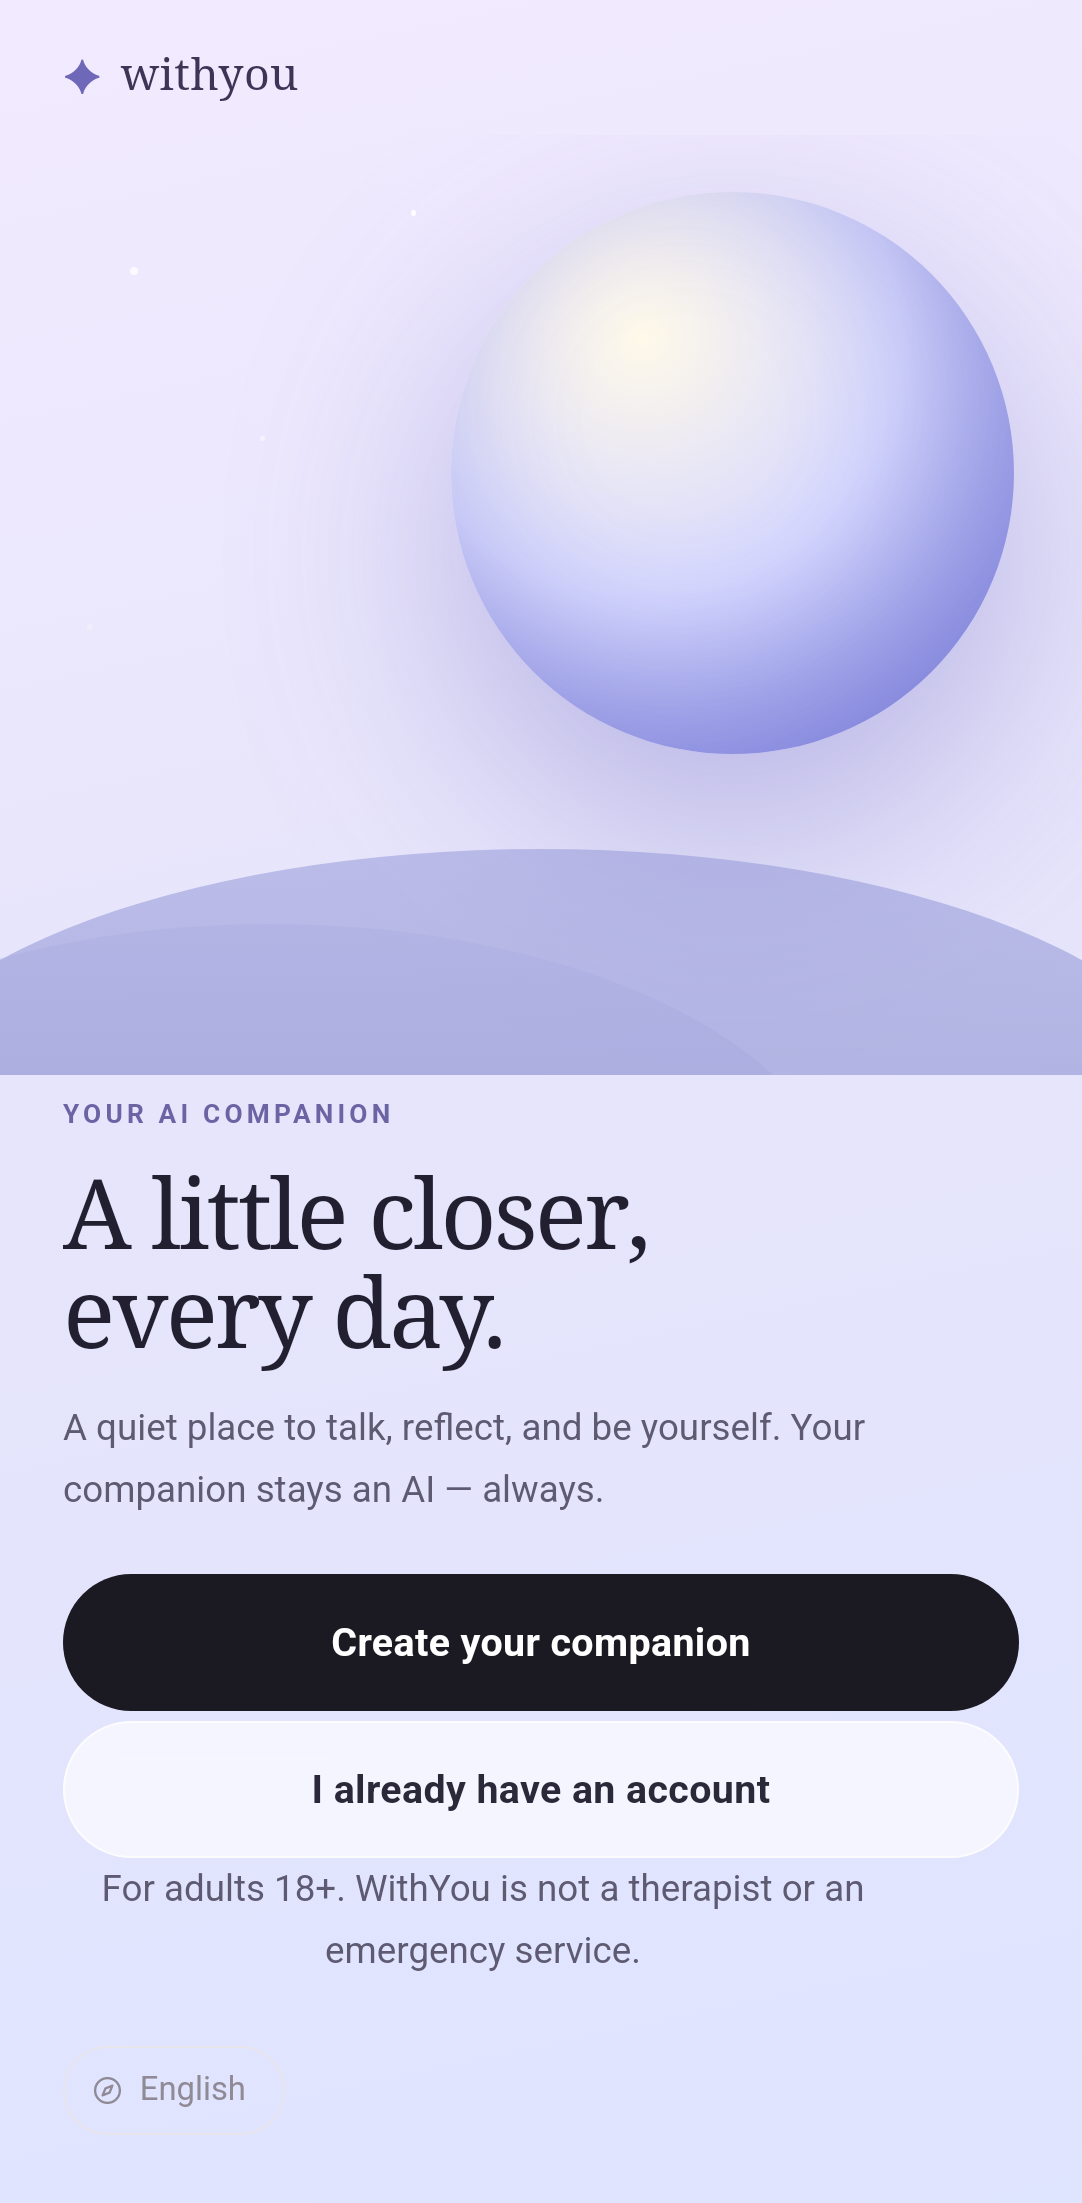 withyou
YOUR AI COMPANION
A little closer,
every day.
A quiet place to talk, reflect, and be yourself. Your
companion stays an AI — always.
Create your companion
I already have an account
For adults 18+. WithYou is not a therapist or an
emergency service.
English